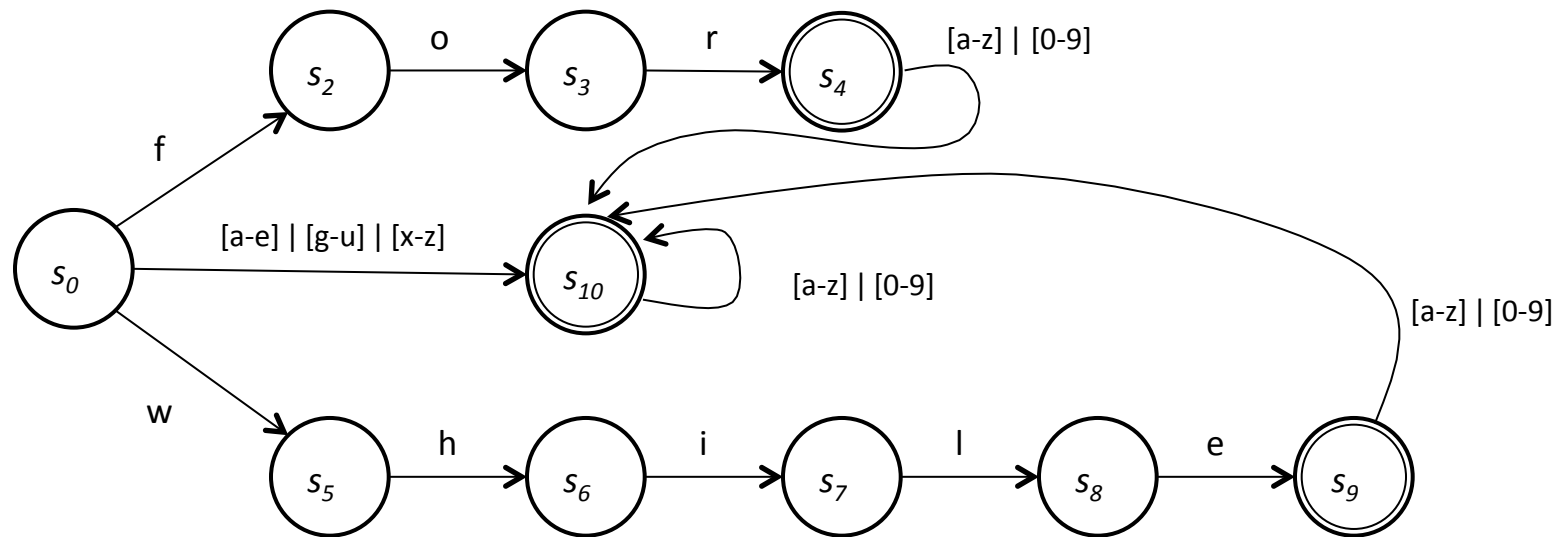 o
r
[a-z] | [0-9]
s2
s3
s4
f
[a-e] | [g-u] | [x-z]
s0
s10
[a-z] | [0-9]
[a-z] | [0-9]
w
h
i
l
e
s5
s6
s7
s8
s9